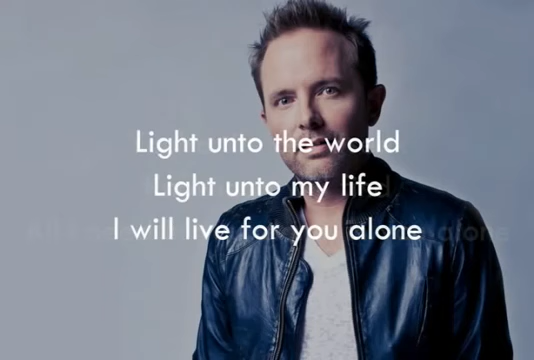 Light unto the world
Light unto my life
I will live for you alone